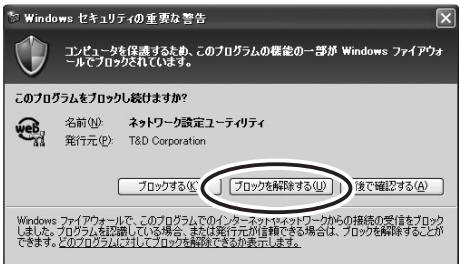 Windows セキュリティの重要な警告
コンピュータを保護するため、このプログラムの機能の一部が Windows ファイアウォ
ールでブロックされています。
このプログラムをブロックし続けますか?
web
名前(N): ネットワーク設定ユーティリティ
発行元(P): T&D Corporation
ブロックする(K) ブロックを解除する(U) 後で確認する(A)
Windows ファイアウォールで、このプログラムでのインターネットやネットワークからの接続の受信をブロック
しました。プログラムを認識している場合、または発行元が信頼できる場合は、ブロックを解除することが
できます。どのプログラムに対してブロックを解除できるか表示します。